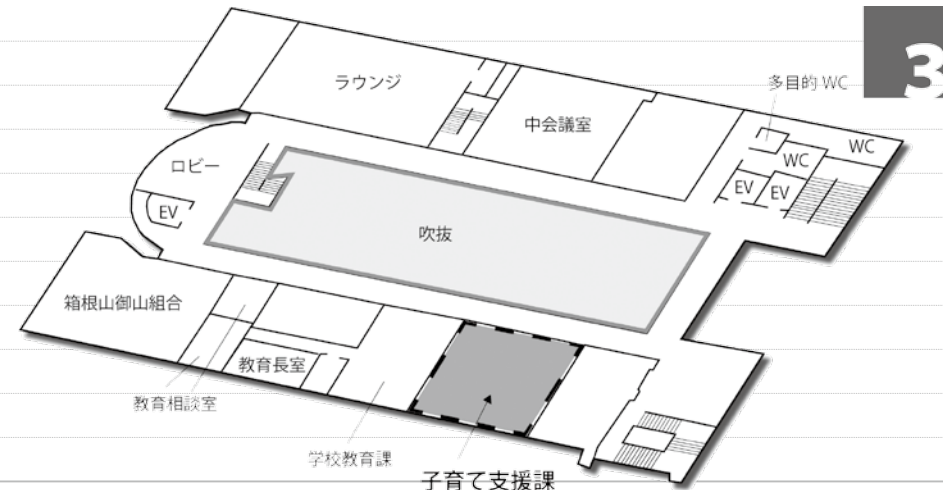 3
ラウンジ
多目的 WC
中会議室
WC
WC
ロビー
EV
EV
EV
吹抜
箱根山御山組合
教育長室
教育相談室
学校教育課
子育て支援課